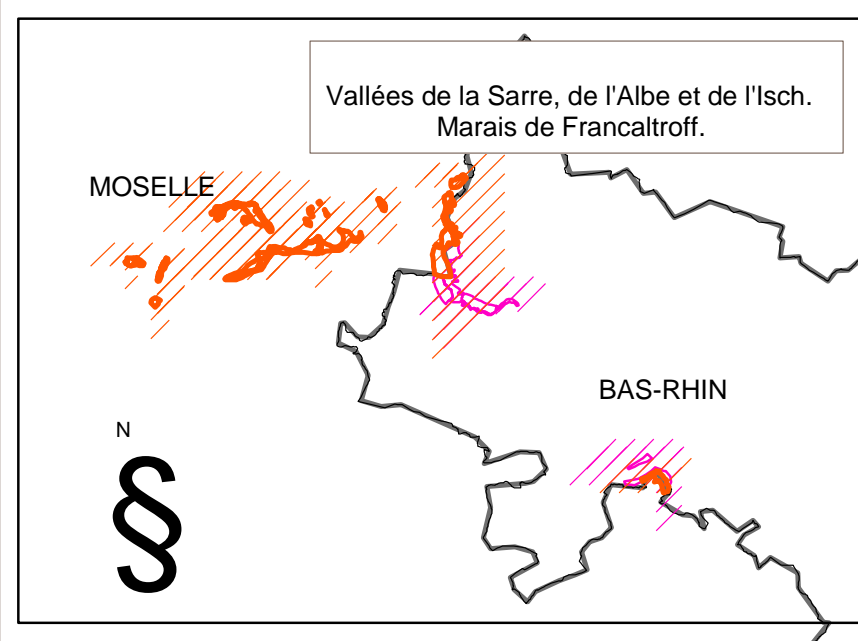 Vallées de la Sarre, de l'Albe et de l'Isch.
Marais de Francaltroff.
MOSELLE
BAS-RHIN
N
§